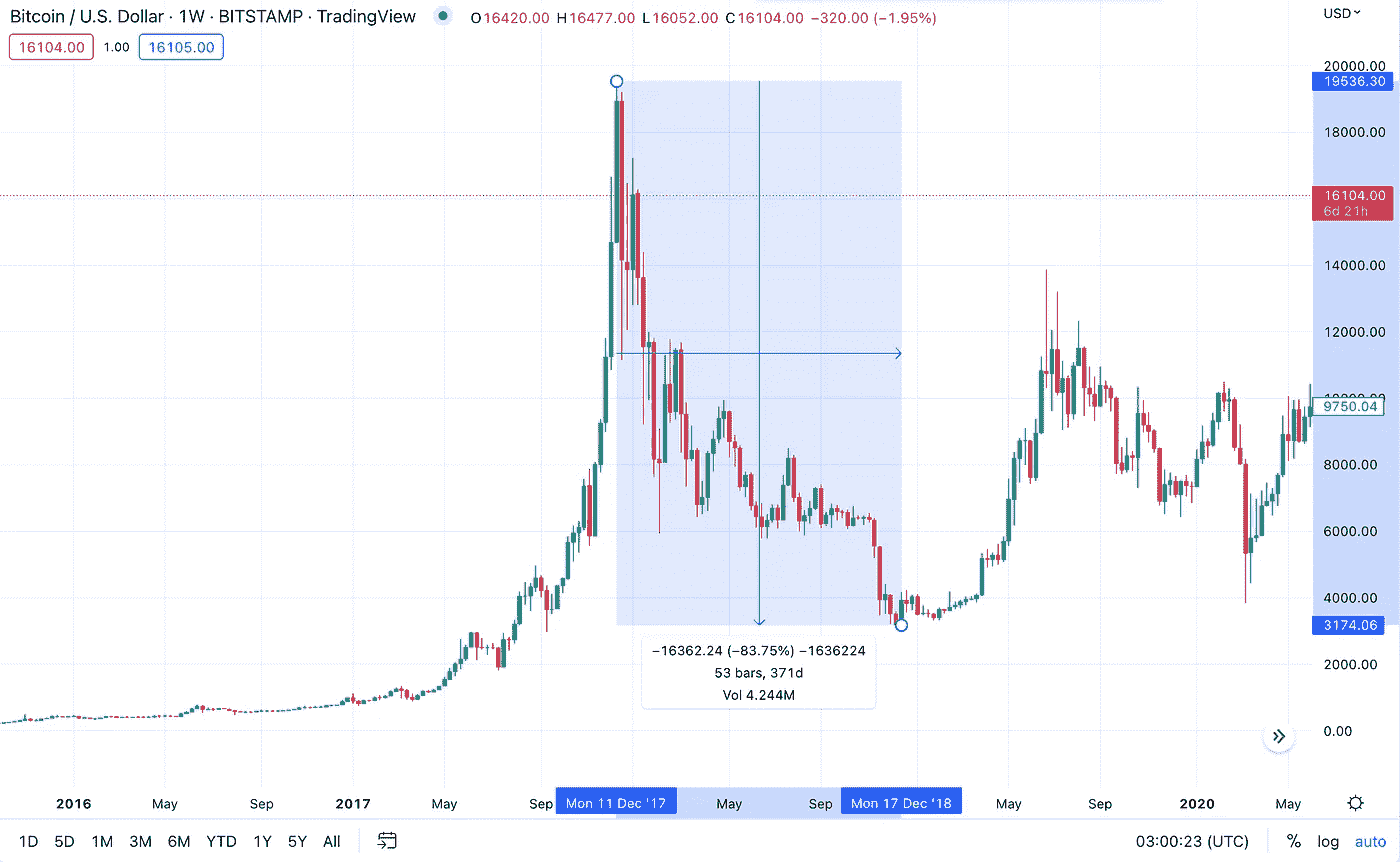 Bitcoin / U.S. Dollar · 1W · BITSTAMP · TradingView O16420.00 H16477.00 L16052.00 C16104.00 −320.00 (−1.95%)
USD
16104.00 1.00 16105.00
20000.00
19536.30
18000.00
16104.00
6d 21h
14000.00
12000.00
10000.00
9750.04
8000.00
6000.00
4000.00
3174.06
2000.00
0.00
−16362.24 (−83.75%) −1636224
53 bars, 371d
Vol 4.244M
2016 May Sep 2017 May Sep Mon 11 Dec '17 May Sep Mon 17 Dec '18 May Sep 2020 May
1D 5D 1M 3M 6M YTD 1Y 5Y All 03:00:23 (UTC) % log auto